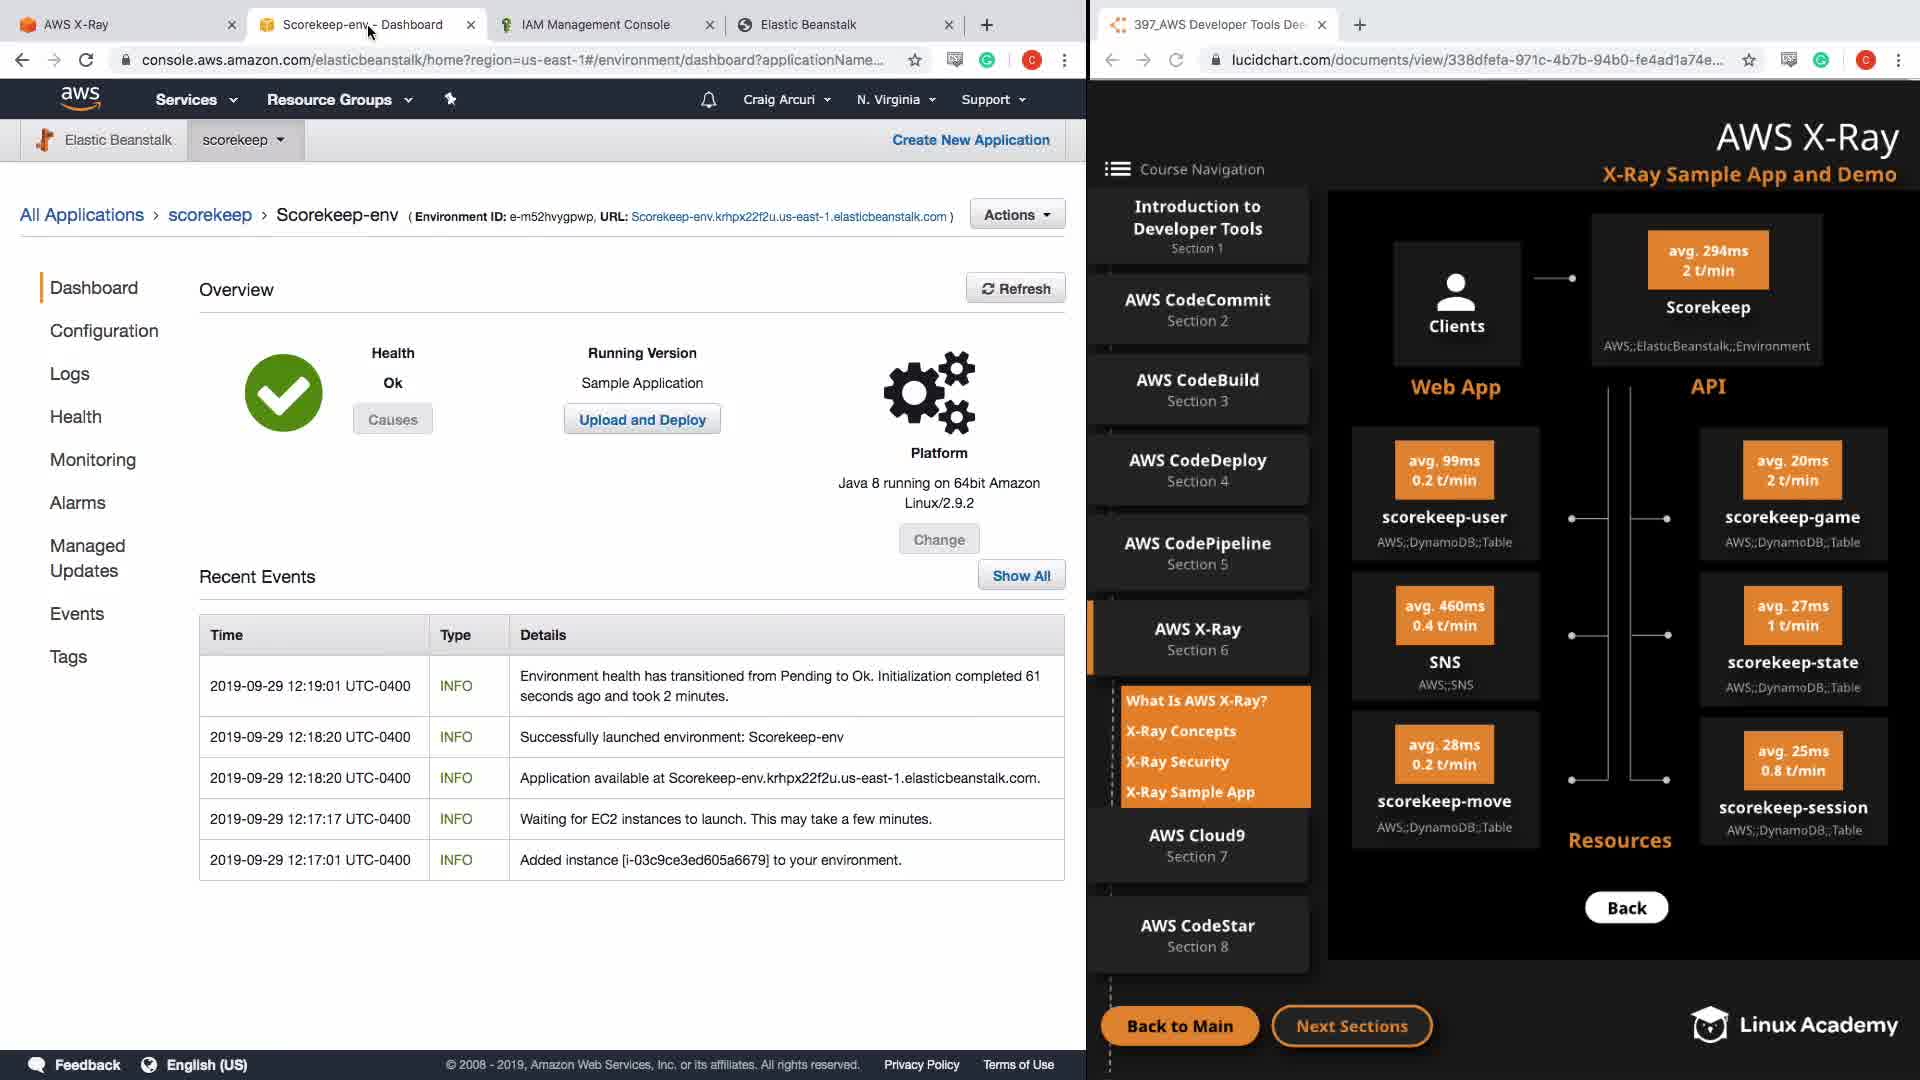 AWS X-Ray
Scorekeep-env - Dashboard
IAM Management Console
Elastic Beanstalk
console.aws.amazon.com/elasticbeanstalk/home?region=us-east-1#/environment/dashboard?applicationName...
C
aws
Services
Resource Groups
Craig Arcuri
N. Virginia
Support
Elastic Beanstalk
scorekeep
Create New Application
All Applications › scorekeep › Scorekeep-env ( Environment ID: e-m52hvygpwp, URL: Scorekeep-env.krhpx22f2u.us-east-1.elasticbeanstalk.com )
Actions
Dashboard
Configuration
Logs
Health
Monitoring
Alarms
Managed
Updates
Events
Tags
Overview
Refresh
Health
Ok
Causes
Running Version
Sample Application
Upload and Deploy
Platform
Java 8 running on 64bit Amazon
Linux/2.9.2
Change
Recent Events
Show All
Time Type Details
2019-09-29 12:19:01 UTC-0400 INFO Environment health has transitioned from Pending to Ok. Initialization completed 61
seconds ago and took 2 minutes.
2019-09-29 12:18:20 UTC-0400 INFO Successfully launched environment: Scorekeep-env
2019-09-29 12:18:20 UTC-0400 INFO Application available at Scorekeep-env.krhpx22f2u.us-east-1.elasticbeanstalk.com.
2019-09-29 12:17:17 UTC-0400 INFO Waiting for EC2 instances to launch. This may take a few minutes.
2019-09-29 12:17:01 UTC-0400 INFO Added instance [i-03c9ce3ed605a6679] to your environment.
Feedback
English (US)
© 2008 - 2019, Amazon Web Services, Inc. or its affiliates. All rights reserved.
Privacy Policy
Terms of Use
397_AWS Developer Tools Dee
lucidchart.com/documents/view/338dfefa-971c-4b7b-94b0-fe4ad1a74e...
C
AWS X-Ray
X-Ray Sample App and Demo
Course Navigation
Introduction to
Developer Tools
Section 1
AWS CodeCommit
Section 2
AWS CodeBuild
Section 3
AWS CodeDeploy
Section 4
AWS CodePipeline
Section 5
AWS X-Ray
Section 6
What Is AWS X-Ray?
X-Ray Concepts
X-Ray Security
X-Ray Sample App
AWS Cloud9
Section 7
AWS CodeStar
Section 8
Clients
Web App
avg. 294ms
2 t/min
Scorekeep
AWS;;ElasticBeanstalk;;Environment
API
avg. 99ms
0.2 t/min
scorekeep-user
AWS;;DynamoDB;;Table
avg. 20ms
2 t/min
scorekeep-game
AWS;;DynamoDB;;Table
avg. 460ms
0.4 t/min
SNS
AWS;;SNS
avg. 27ms
1 t/min
scorekeep-state
AWS;;DynamoDB;;Table
avg. 28ms
0.2 t/min
scorekeep-move
AWS;;DynamoDB;;Table
avg. 25ms
0.8 t/min
scorekeep-session
AWS;;DynamoDB;;Table
Resources
Back
Back to Main
Next Sections
Linux Academy